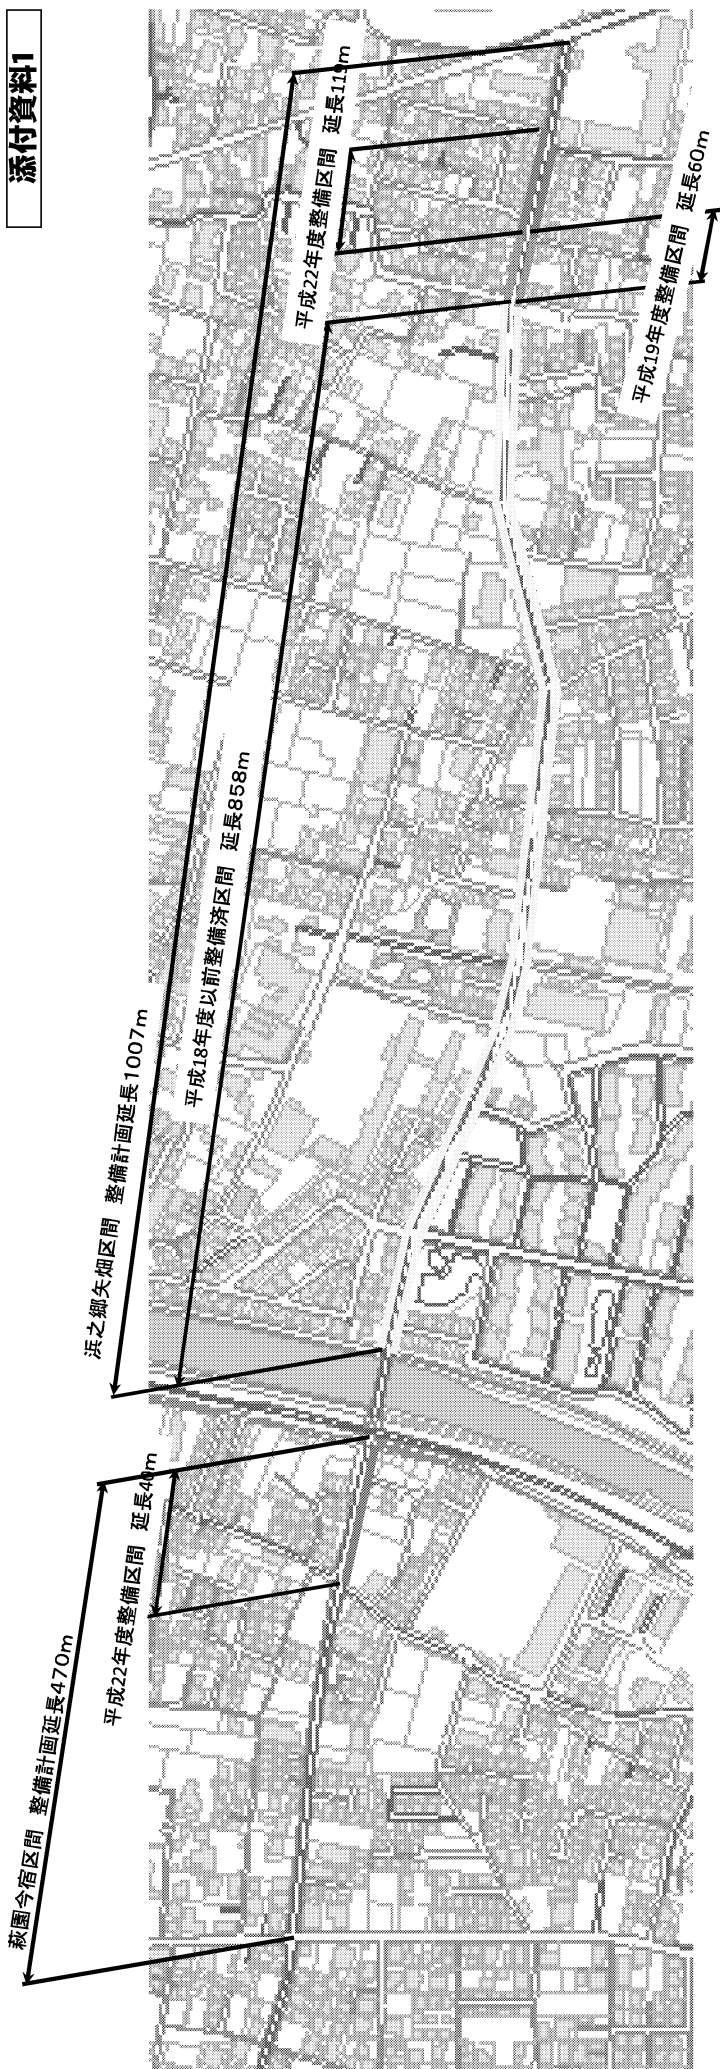 添付資料1
萩園今宿区間 整備計画延長470m
平成22年度整備区間 延長40m
浜之郷矢畑区間 整備計画延長1007m
平成18年度以前整備済区間 延長858m
平成22年度整備区間 延長119m
平成19年度整備区間 延長60m